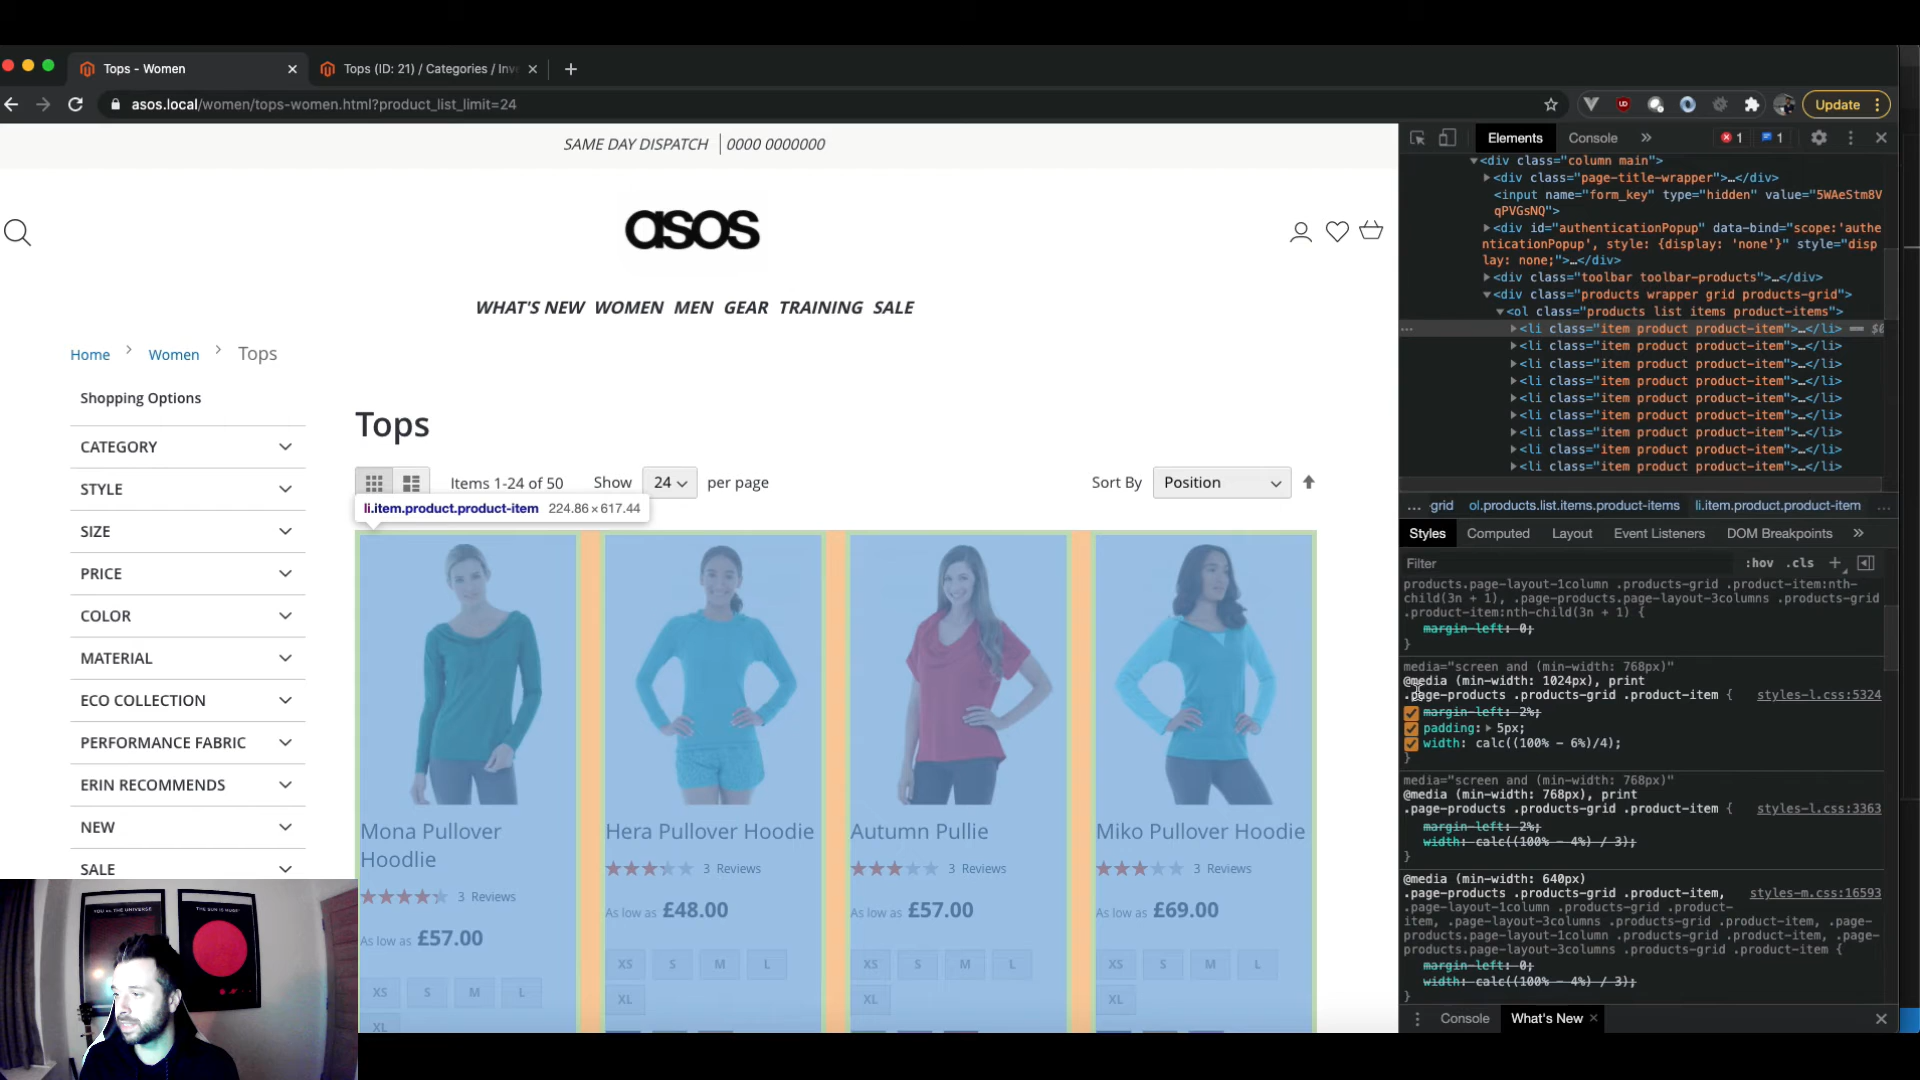 Tops - Women
Tops (ID: 21) / Categories / Inv
asos.local/women/tops-women.html?product_list_limit=24
Update
SAME DAY DISPATCH | 0000 0000000
asos
WHAT'S NEW WOMEN MEN GEAR TRAINING SALE
Home > Women > Tops
Shopping Options
CATEGORY
STYLE
SIZE
PRICE
COLOR
MATERIAL
ECO COLLECTION
PERFORMANCE FABRIC
ERIN RECOMMENDS
NEW
SALE
Tops
Items 1-24 of 50 Show 24 per page
Sort By Position
li.item.product.product-item 224.86×617.44
Mona Pullover
Hoodlie
3 Reviews
As low as £57.00
XS S M L
XL
Hera Pullover Hoodie
3 Reviews
As low as £48.00
XS S M L
XL
Autumn Pullie
3 Reviews
As low as £57.00
XS S M L
XL
Miko Pullover Hoodie
3 Reviews
As low as £69.00
XS S M L
XL
YOU vs. THE UNIVERSE
Elements Console » 1 1
▼<div class="column main">
▶<div class="page-title-wrapper">…</div>
<input name="form_key" type="hidden" value="5WAeStm8V
qPVGsNQ">
▶<div id="authenticationPopup" data-bind="scope:'authe
nticationPopup', style: {display: 'none'}" style="disp
lay: none;">…</div>
▶<div class="toolbar toolbar-products">…</div>
▼<div class="products wrapper grid products-grid">
▼<ol class="products list items product-items">
… ▶<li class="item product product-item">…</li> == $0
▶<li class="item product product-item">…</li>
▶<li class="item product product-item">…</li>
▶<li class="item product product-item">…</li>
▶<li class="item product product-item">…</li>
▶<li class="item product product-item">…</li>
▶<li class="item product product-item">…</li>
▶<li class="item product product-item">…</li>
▶<li class="item product product-item">…</li>
… grid ol.products.list.items.product-items li.item.product.product-item …
Styles Computed Layout Event Listeners DOM Breakpoints »
Filter :hov .cls +
products.page-layout-1column .products-grid .product-item:nth-
child(3n + 1), .page-products.page-layout-3columns .products-grid
.product-item:nth-child(3n + 1) {
margin-left: 0;
}
media="screen and (min-width: 768px)"
@media (min-width: 1024px), print
.page-products .products-grid .product-item { styles-l.css:5324
margin-left: 2%;
padding: ▶ 5px;
width: calc((100% - 6%)/4);
}
media="screen and (min-width: 768px)"
@media (min-width: 768px), print
.page-products .products-grid .product-item { styles-l.css:3363
margin-left: 2%;
width: calc((100% - 4%) / 3);
}
@media (min-width: 640px)
.page-products .products-grid .product-item, styles-m.css:16593
.page-layout-1column .products-grid .product-
item, .page-layout-3columns .products-grid .product-item, .page-
products.page-layout-1column .products-grid .product-item, .page-
products.page-layout-3columns .products-grid .product-item {
margin-left: 0;
width: calc((100% - 4%) / 3);
}
Console What's New ×